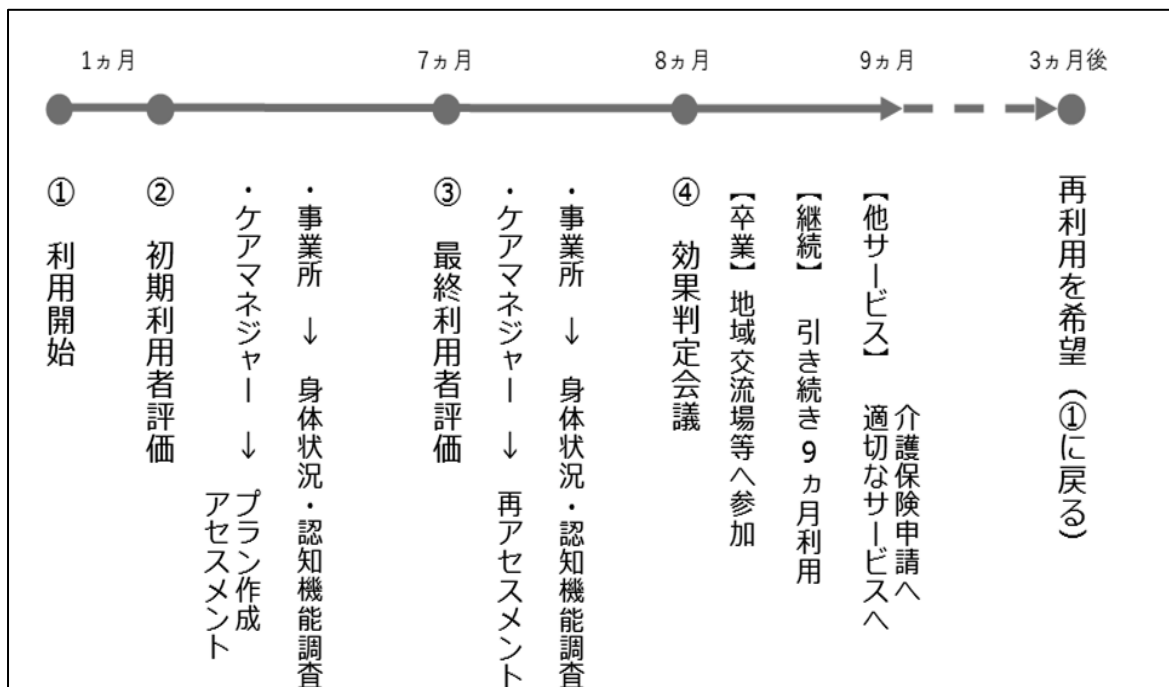 1ヵ月
7ヵ月
8ヵ月
9ヵ月
3ヵ月後
① 利用開始
② 初期利用者評価
・ケアマネジャー → プラン作成
アセスメント
・事業所 → 身体状況・認知機能調査
③ 最終利用者評価
・ケアマネジャー → 再アセスメント
・事業所 → 身体状況・認知機能調査
④ 効果判定会議
【卒業】地域交流場等へ参加
【継続】 引き続き9ヵ月利用
【他サービス】 介護保険申請へ
適切なサービスへ
再利用を希望(①に戻る)